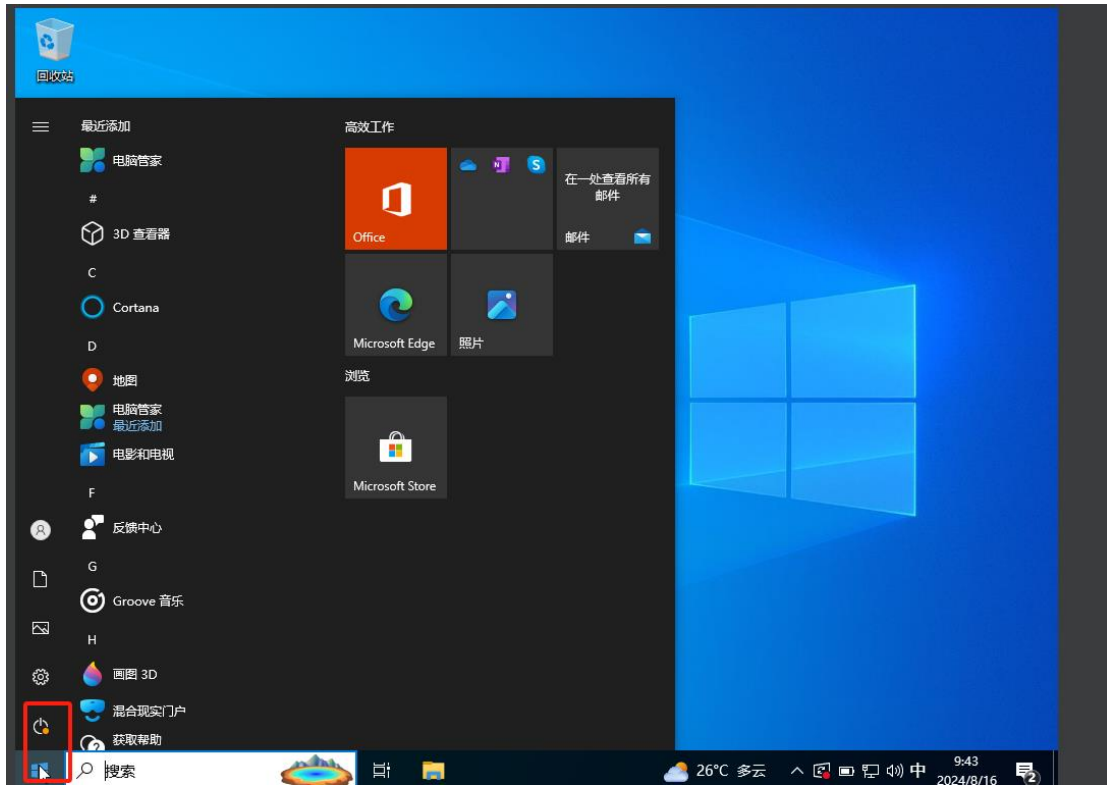 回收站
最近添加
电脑管家
#
3D 查看器
C
Cortana
D
地图
电脑管家
最近添加
电影和电视
F
反馈中心
G
Groove 音乐
H
画图 3D
混合现实门户
获取帮助
高效工作
Office
在一处查看所有
邮件
邮件
Microsoft Edge
照片
浏览
Microsoft Store
搜索
26°C 多云
中
9:43
2024/8/16
2